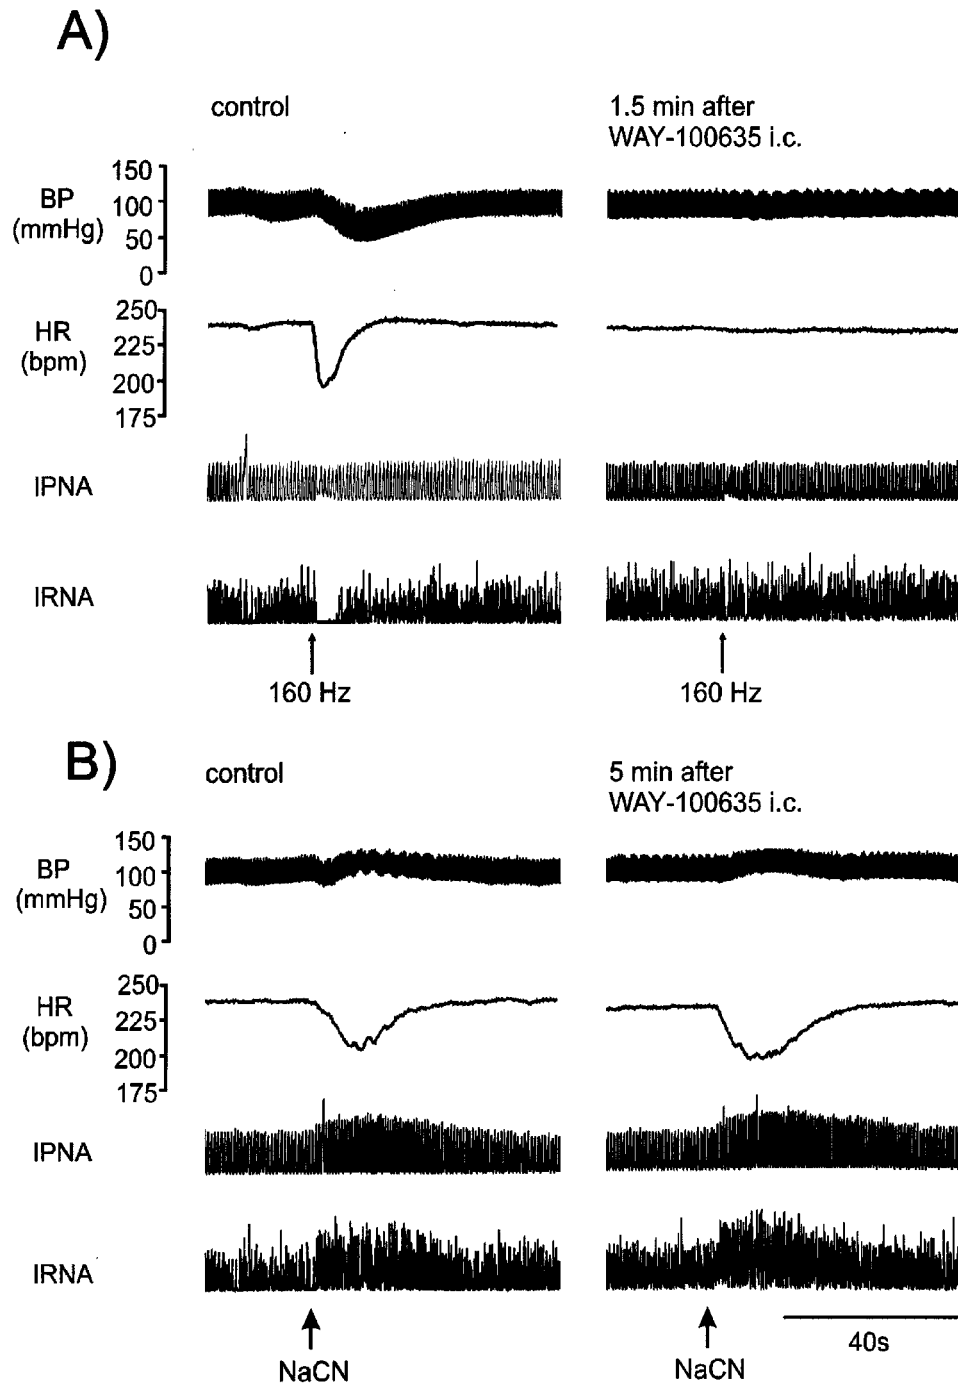 A)
control
1.5 min after
WAY-100635 i.c.
BP
(mmHg)
150
100
50
0
HR
(bpm)
250
225
200
175
IPNA
IRNA
160 Hz
160 Hz
B)
control
5 min after
WAY-100635 i.c.
BP
(mmHg)
150
100
50
0
HR
(bpm)
250
225
200
175
IPNA
IRNA
NaCN
NaCN
40s